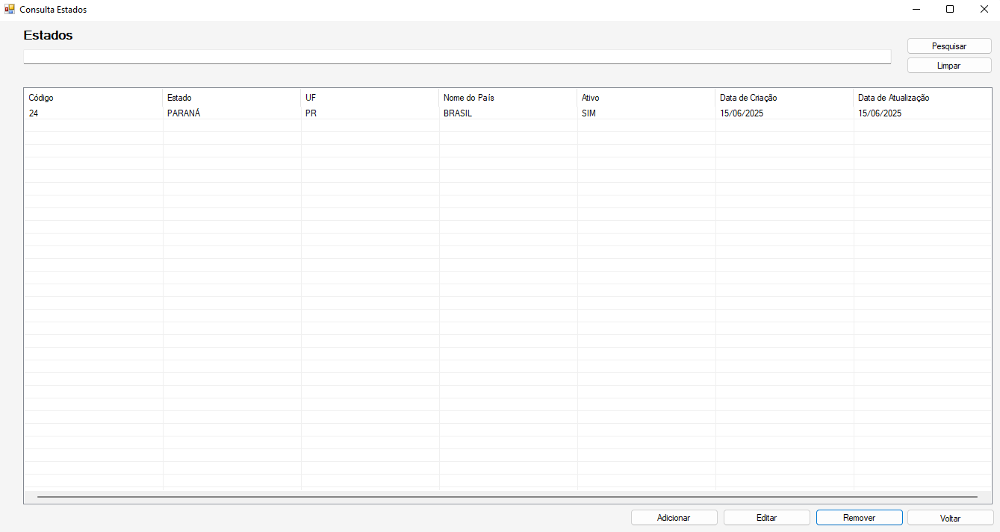 Consulta Estados
Estados
Pesquisar
Limpar
Código Estado UF Nome do País Ativo Data de Criação Data de Atualização
24 PARANÁ PR BRASIL SIM 15/06/2025 15/06/2025
Adicionar Editar Remover Voltar